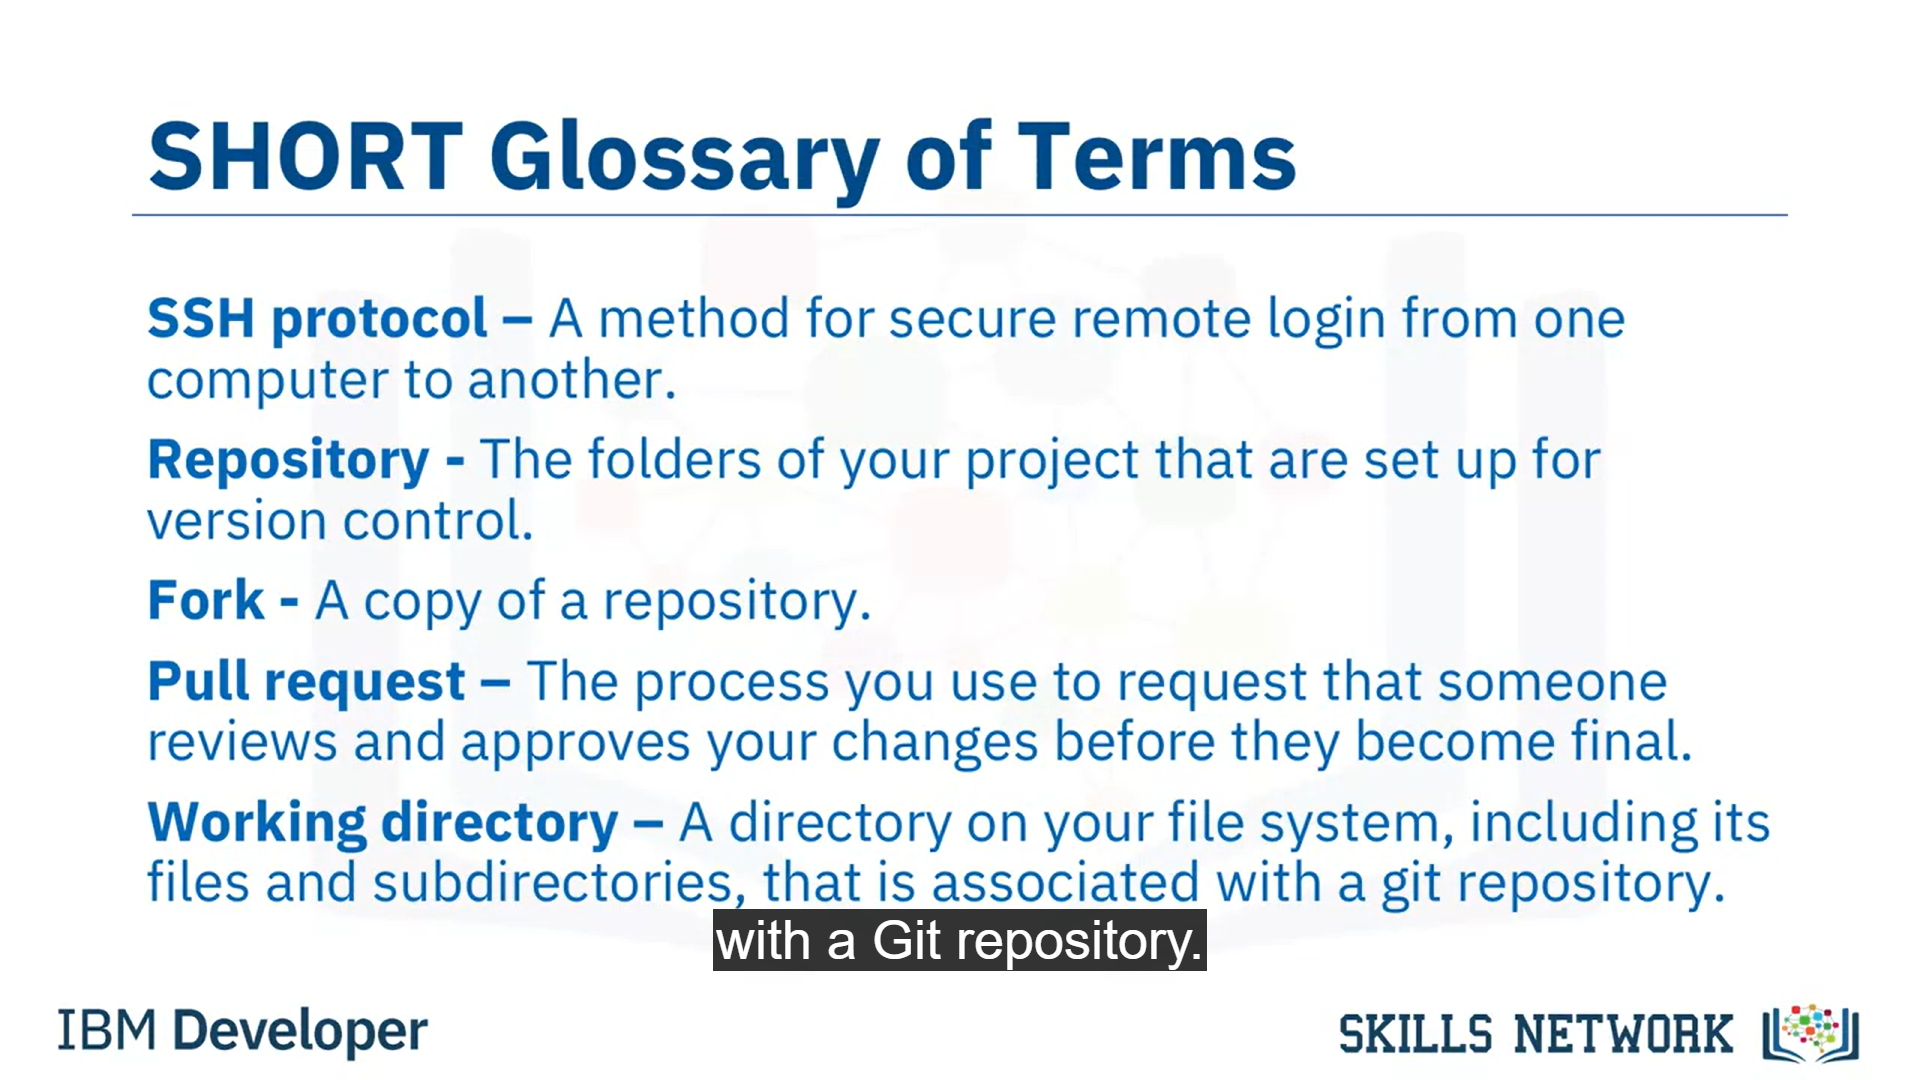 SHORT Glossary of Terms
SSH protocol – A method for secure remote login from one
computer to another.
Repository - The folders of your project that are set up for
version control.
Fork - A copy of a repository.
Pull request – The process you use to request that someone
reviews and approves your changes before they become final.
Working directory – A directory on your file system, including its
files and subdirectories, that is associated with a git repository.
with a Git repository.
IBM Developer
SKILLS NETWORK